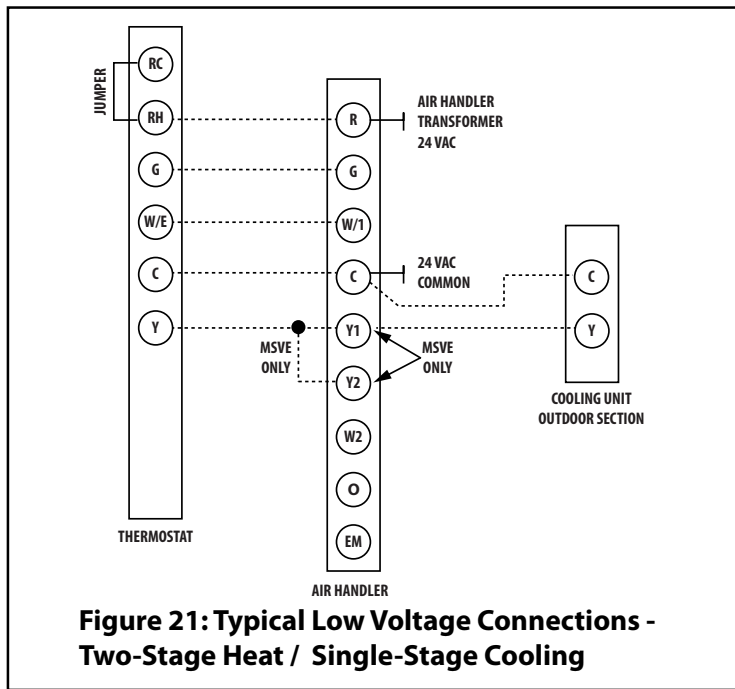 JUMPER
RC
RH
G
W/E
C
Y
THERMOSTAT
R
G
W/1
C
Y1
Y2
W2
O
EM
AIR HANDLER
AIR HANDLER
TRANSFORMER
24 VAC
24 VAC
COMMON
MSVE
ONLY
MSVE
ONLY
C
Y
COOLING UNIT
OUTDOOR SECTION
Figure 21: Typical Low Voltage Connections -
Two-Stage Heat / Single-Stage Cooling